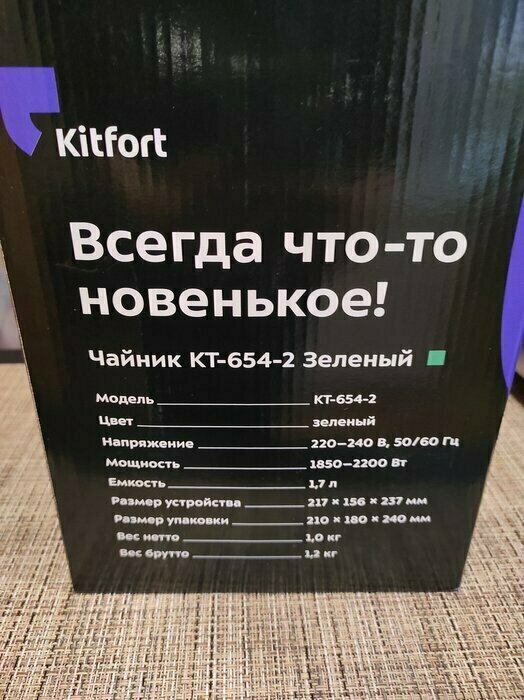 Kitfort
Всегда что-то
новенькое!
Чайник КТ-654-2 Зеленый
Модель КТ-654-2
Цвет зеленый
Напряжение 220–240 В, 50/60 Гц
Мощность 1850–2200 Вт
Емкость 1,7 л
Размер устройства 217 × 156 × 237 мм
Размер упаковки 210 × 180 × 240 мм
Вес нетто 1,0 кг
Вес брутто 1,2 кг